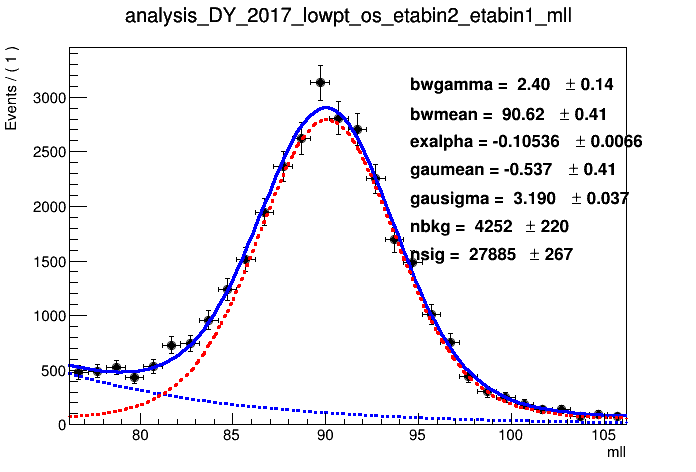 analysis_DY_2017_lowpt_os_etabin2_etabin1_mll
Events / ( 1 )
bwgamma = 2.40 ± 0.14
bwmean = 90.62 ± 0.41
exalpha = -0.10536 ± 0.0066
gaumean = -0.537 ± 0.41
gausigma = 3.190 ± 0.037
nbkg = 4252 ± 220
nsig = 27885 ± 267
3000
2500
2000
1500
1000
500
0
80 85 90 95 100 105
mll